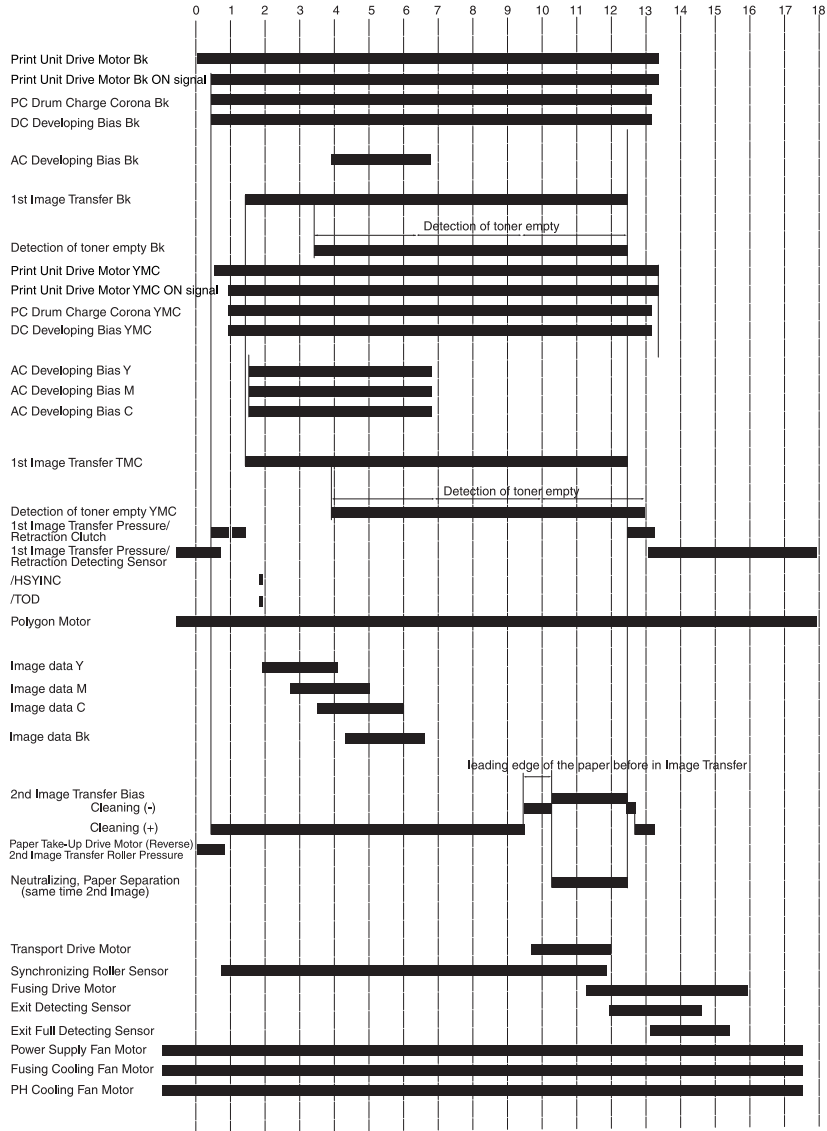 0 1 2 3 4 5 6 7 8 9 10 11 12 13 14 15 16 17 18
Print Unit Drive Motor Bk
Print Unit Drive Motor Bk ON signal
PC Drum Charge Corona Bk
DC Developing Bias Bk
AC Developing Bias Bk
1st Image Transfer Bk
Detection of toner empty
Detection of toner empty Bk
Print Unit Drive Motor YMC
Print Unit Drive Motor YMC ON signal
PC Drum Charge Corona YMC
DC Developing Bias YMC
AC Developing Bias Y
AC Developing Bias M
AC Developing Bias C
1st Image Transfer TMC
Detection of toner empty
Detection of toner empty YMC
1st Image Transfer Pressure/
Retraction Clutch
1st Image Transfer Pressure/
Retraction Detecting Sensor
/HSYINC
/TOD
Polygon Motor
Image data Y
Image data M
Image data C
Image data Bk
leading edge of the paper before in Image Transfer
2nd Image Transfer Bias
Cleaning (-)
Cleaning (+)
Paper Take-Up Drive Motor (Reverse)
2nd Image Transfer Roller Pressure
Neutralizing, Paper Separation
(same time 2nd Image)
Transport Drive Motor
Synchronizing Roller Sensor
Fusing Drive Motor
Exit Detecting Sensor
Exit Full Detecting Sensor
Power Supply Fan Motor
Fusing Cooling Fan Motor
PH Cooling Fan Motor